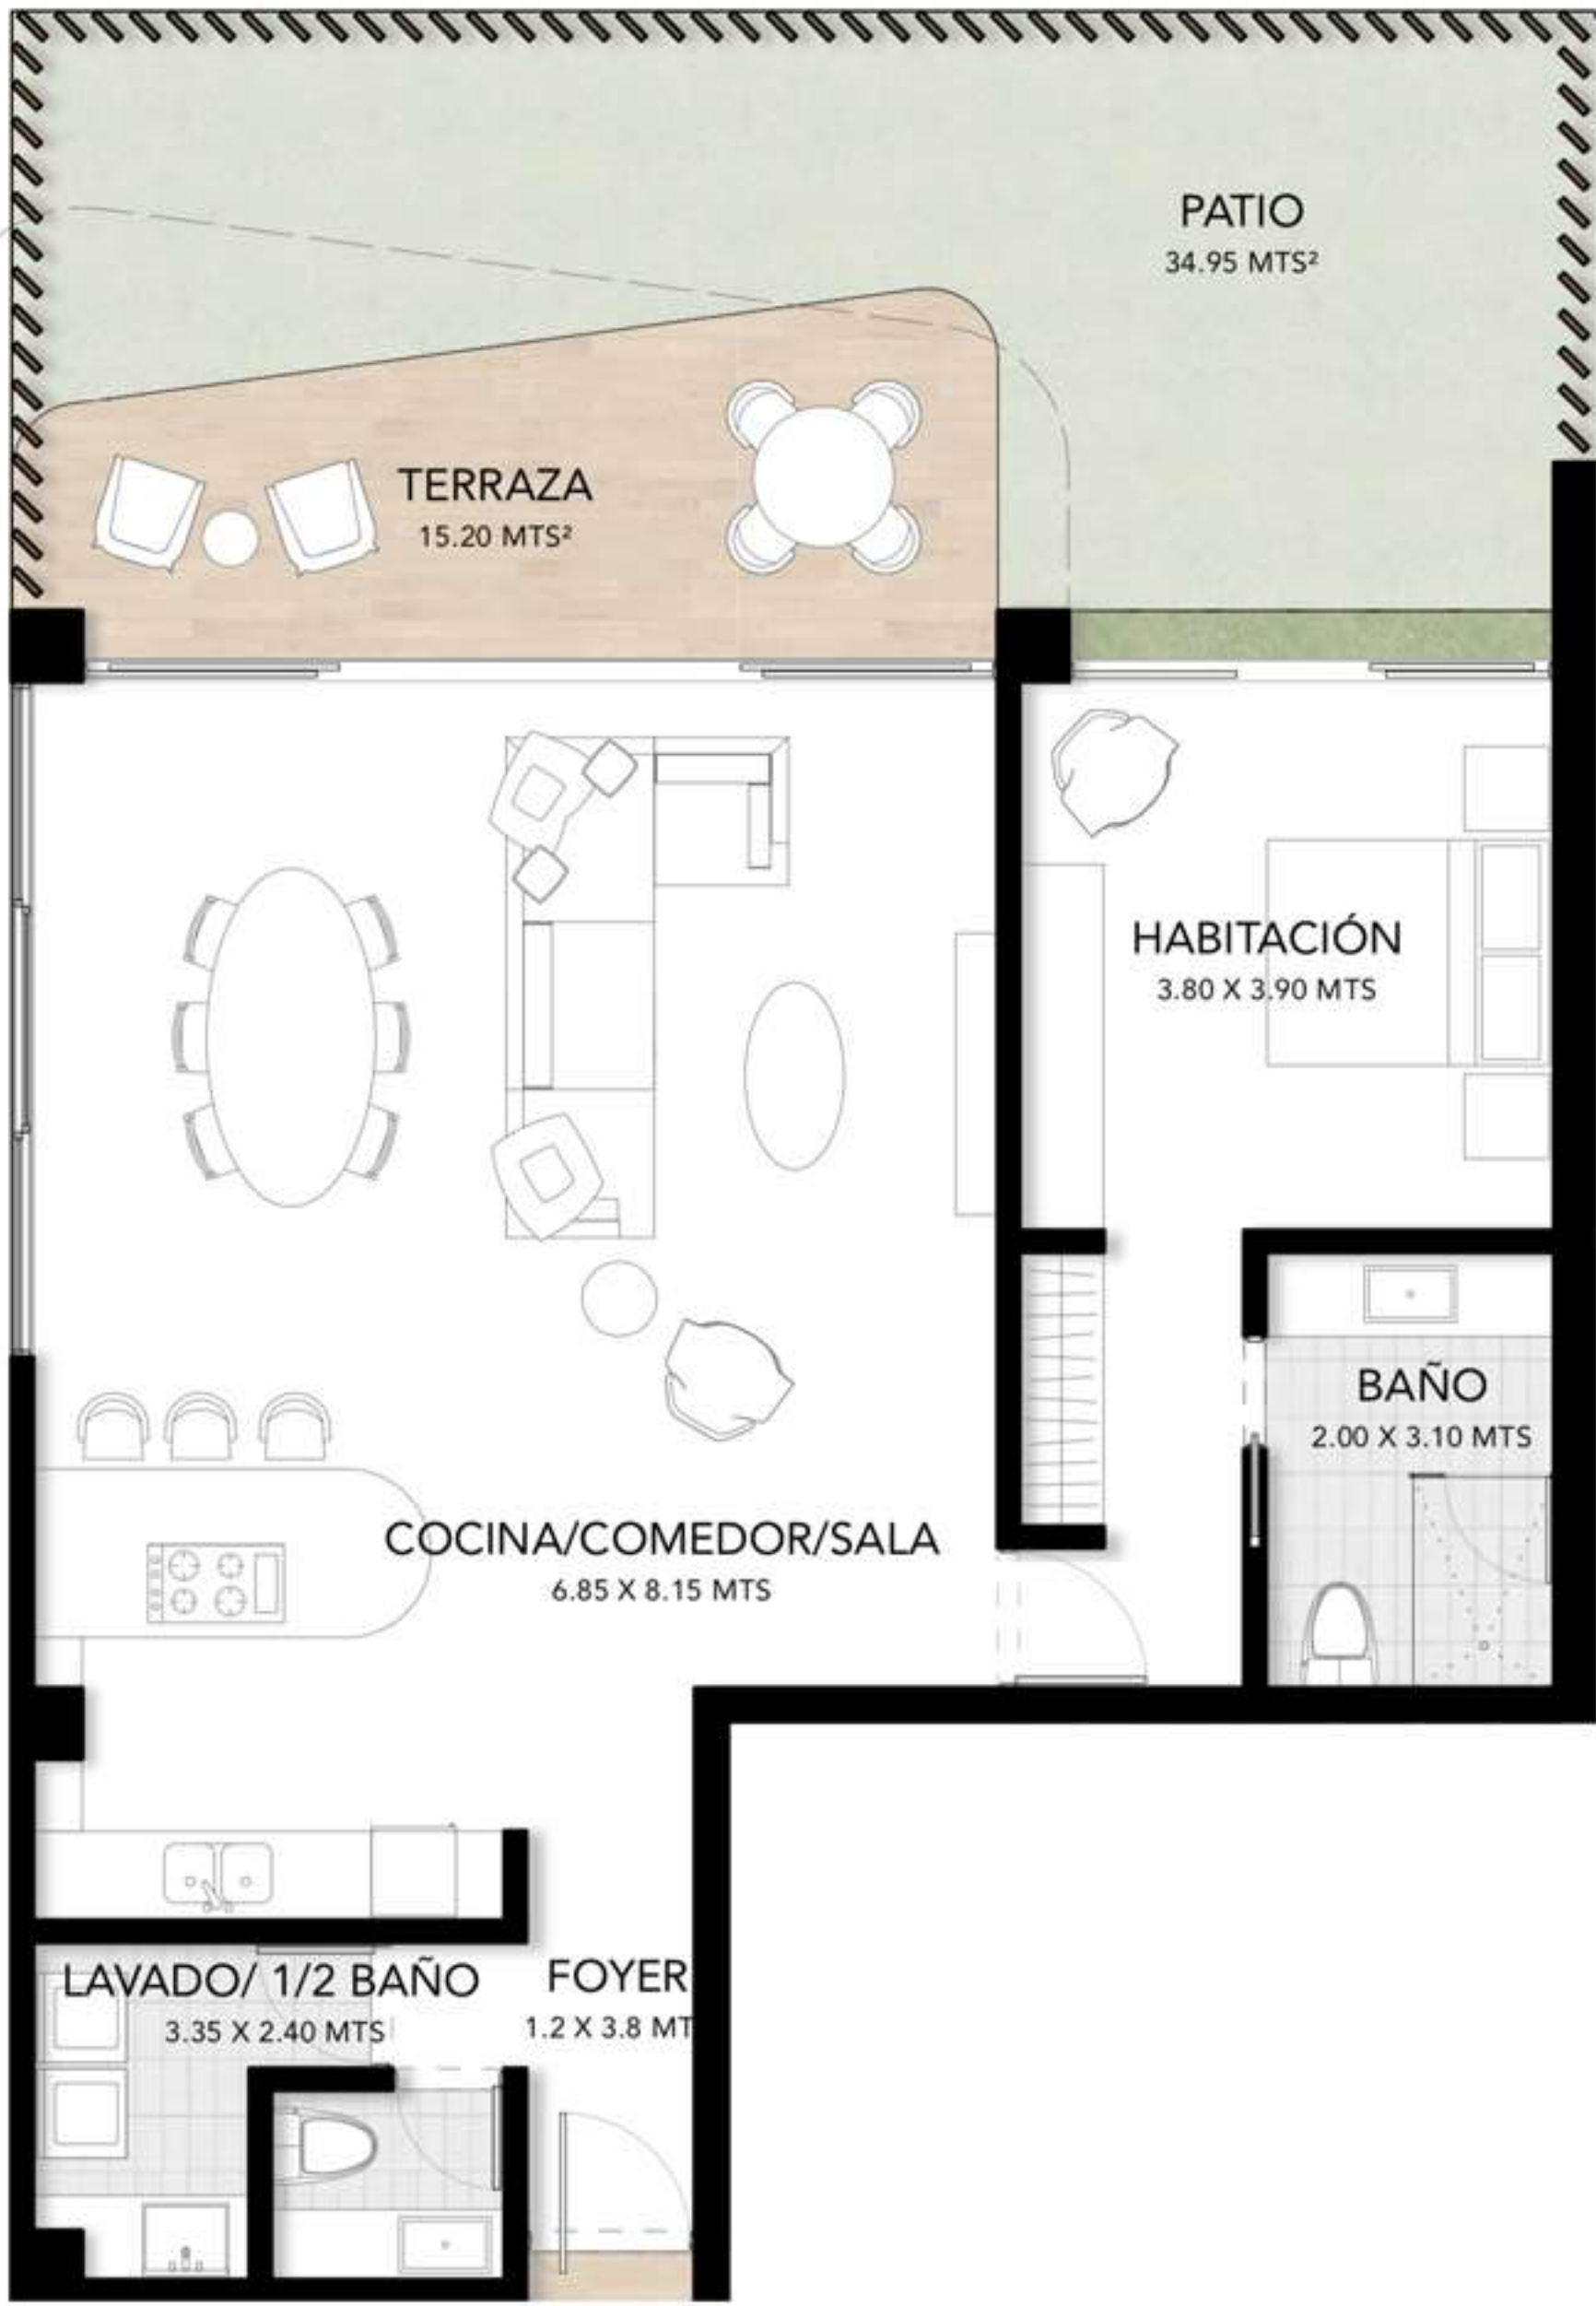 PATIO
34.95 MTS²
TERRAZA
15.20 MTS²
HABITACIÓN
3.80 X 3.90 MTS
BAÑO
2.00 X 3.10 MTS
COCINA/COMEDOR/SALA
6.85 X 8.15 MTS
LAVADO/ 1/2 BAÑO
3.35 X 2.40 MTS
FOYER
1.2 X 3.8 MT